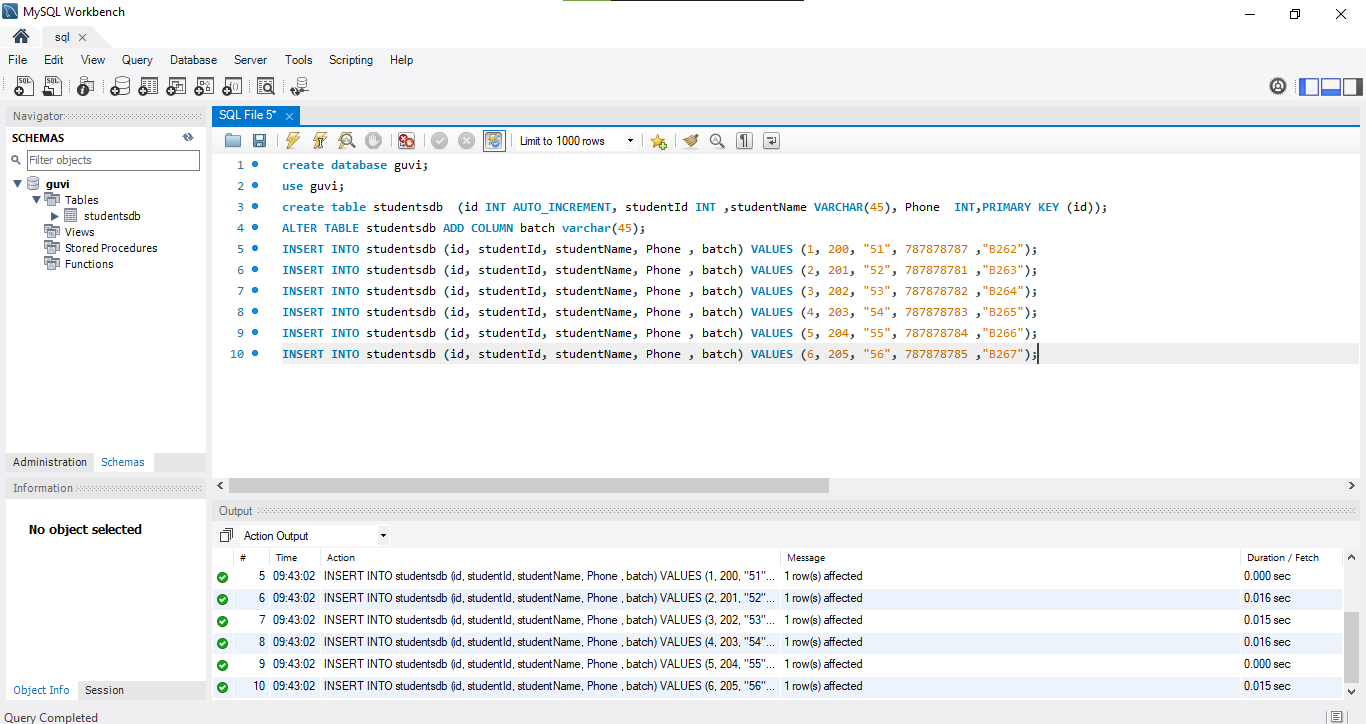 MySQL Workbench
sql
File Edit View Query Database Server Tools Scripting Help
Navigator
SCHEMAS
Filter objects
guvi
Tables
studentsdb
Views
Stored Procedures
Functions
Administration Schemas
Information
No object selected
Object Info Session
SQL File 5*
Limit to 1000 rows
1 create database guvi;
2 use guvi;
3 create table studentsdb  (id INT AUTO_INCREMENT, studentId INT ,studentName VARCHAR(45), Phone  INT,PRIMARY KEY (id));
4 ALTER TABLE studentsdb ADD COLUMN batch varchar(45);
5 INSERT INTO studentsdb (id, studentId, studentName, Phone , batch) VALUES (1, 200, "51", 787878787 ,"B262");
6 INSERT INTO studentsdb (id, studentId, studentName, Phone , batch) VALUES (2, 201, "52", 787878781 ,"B263");
7 INSERT INTO studentsdb (id, studentId, studentName, Phone , batch) VALUES (3, 202, "53", 787878782 ,"B264");
8 INSERT INTO studentsdb (id, studentId, studentName, Phone , batch) VALUES (4, 203, "54", 787878783 ,"B265");
9 INSERT INTO studentsdb (id, studentId, studentName, Phone , batch) VALUES (5, 204, "55", 787878784 ,"B266");
10 INSERT INTO studentsdb (id, studentId, studentName, Phone , batch) VALUES (6, 205, "56", 787878785 ,"B267");
Output
Action Output
# Time Action Message Duration / Fetch
5 09:43:02 INSERT INTO studentsdb (id, studentId, studentName, Phone , batch) VALUES (1, 200, "51"... 1 row(s) affected 0.000 sec
6 09:43:02 INSERT INTO studentsdb (id, studentId, studentName, Phone , batch) VALUES (2, 201, "52"... 1 row(s) affected 0.016 sec
7 09:43:02 INSERT INTO studentsdb (id, studentId, studentName, Phone , batch) VALUES (3, 202, "53"... 1 row(s) affected 0.015 sec
8 09:43:02 INSERT INTO studentsdb (id, studentId, studentName, Phone , batch) VALUES (4, 203, "54"... 1 row(s) affected 0.016 sec
9 09:43:02 INSERT INTO studentsdb (id, studentId, studentName, Phone , batch) VALUES (5, 204, "55"... 1 row(s) affected 0.000 sec
10 09:43:02 INSERT INTO studentsdb (id, studentId, studentName, Phone , batch) VALUES (6, 205, "56"... 1 row(s) affected 0.015 sec
Query Completed